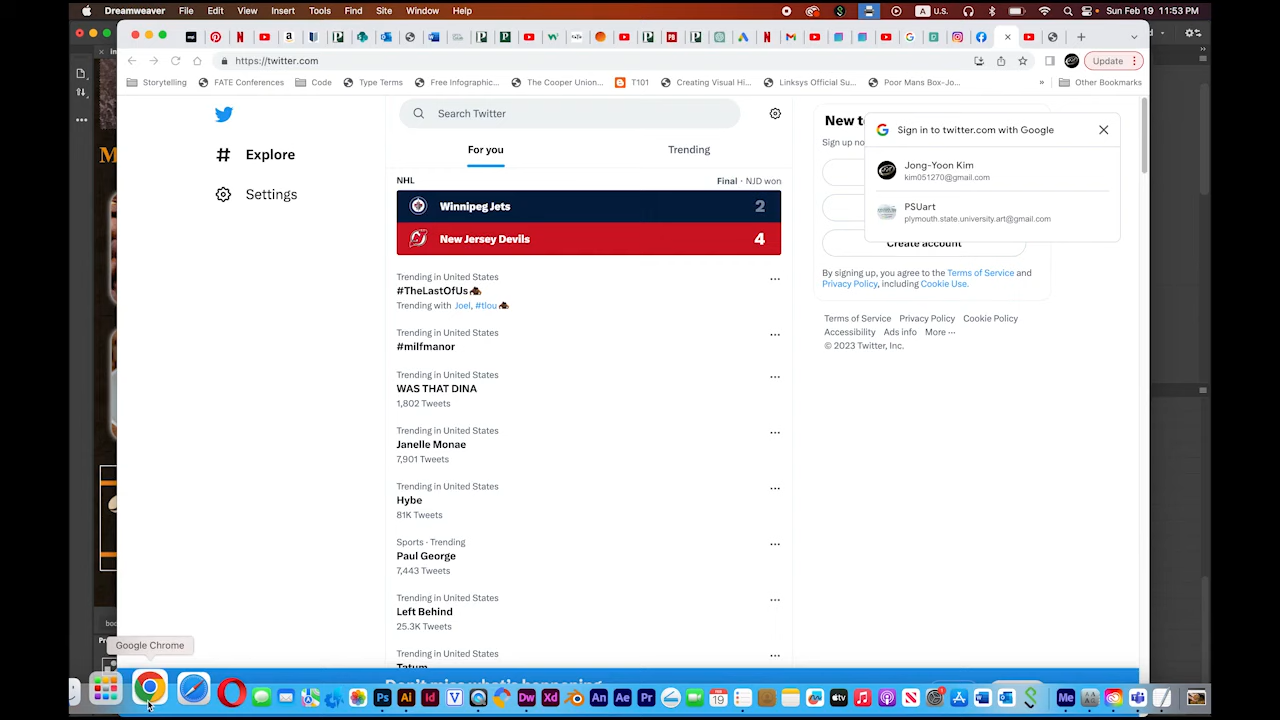 Dreamweaver File Edit View Insert Tools Find Site Window Help A U.S. Sun Feb 19 11:53 PM
https://twitter.com Update
Storytelling FATE Conferences Code Type Terms Free Infographic... The Cooper Union... T101 Creating Visual Hi... Linksys Official Su... Poor Mans Box-Jo... » Other Bookmarks
Explore
Settings
Search Twitter
For you Trending
NHL Final · NJD won
Winnipeg Jets 2
New Jersey Devils 4
Trending in United States
#TheLastOfUs
Trending with Joel, #tlou
Trending in United States
#milfmanor
Trending in United States
WAS THAT DINA
1,802 Tweets
Trending in United States
Janelle Monae
7,901 Tweets
Trending in United States
Hybe
81K Tweets
Sports · Trending
Paul George
7,443 Tweets
Trending in United States
Left Behind
25.3K Tweets
Trending in United States
Tatum
Don't miss what's happening
New t
Sign up no
Sign in to twitter.com with Google
Jong-Yoon Kim
kim051270@gmail.com
PSUart
plymouth.state.university.art@gmail.com
Create account
By signing up, you agree to the Terms of Service and
Privacy Policy, including Cookie Use.
Terms of Service Privacy Policy Cookie Policy
Accessibility Ads info More ···
© 2023 Twitter, Inc.
Google Chrome